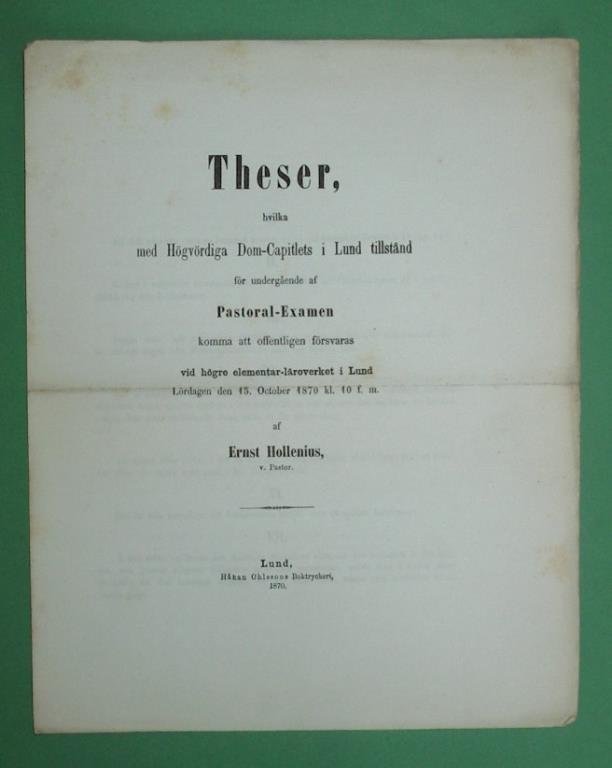 Theser,
hvilka
med Högvördiga Dom-Capitlets i Lund tillstånd
för undergående af
Pastoral-Examen
komma att offentligen försvaras
vid högre elementar-läroverket i Lund
Lördagen den 15. October 1870 kl. 10 f. m.
af
Ernst Hollenius,
v. Pastor.
Lund,
Håkan Ohlssons Boktryckeri,
1870.